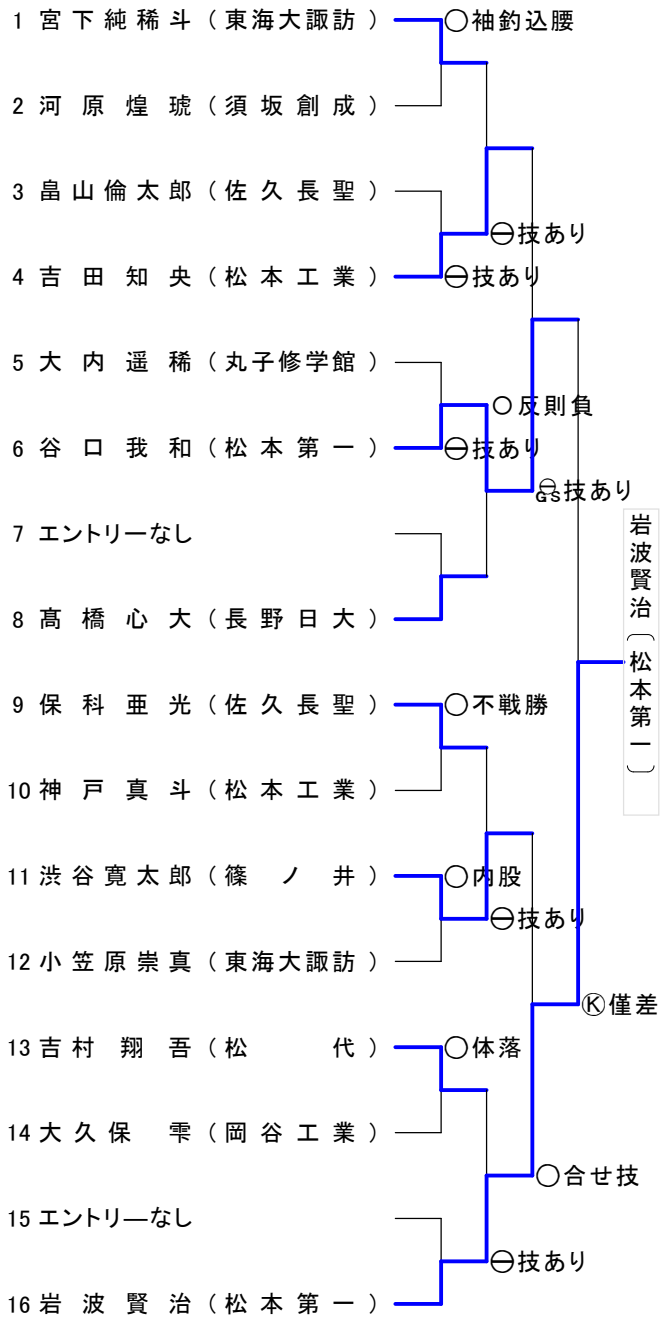 1 宮下純稀斗（東海大諏訪） ○袖釣込腰
2 河原煌琥（須坂創成）
3 畠山倫太郎（佐久長聖）
㊀技あり
4 吉田知央（松本工業） ㊀技あり
5 大内遥稀（丸子修学館）
○反則負
6 谷口我和（松本第一） ㊀技あり
㊀GS技あり
7 エントリーなし
8 髙橋心大（長野日大）
岩波賢治（松本第一）
9 保科亜光（佐久長聖） ○不戦勝
10 神戸真斗（松本工業）
11 渋谷寛太郎（篠ノ井） ○内股
㊀技あり
12 小笠原崇真（東海大諏訪）
Ⓚ僅差
13 吉村翔吾（松代） ○体落
14 大久保雫（岡谷工業）
○合せ技
15 エントリ―なし
㊀技あり
16 岩波賢治（松本第一）